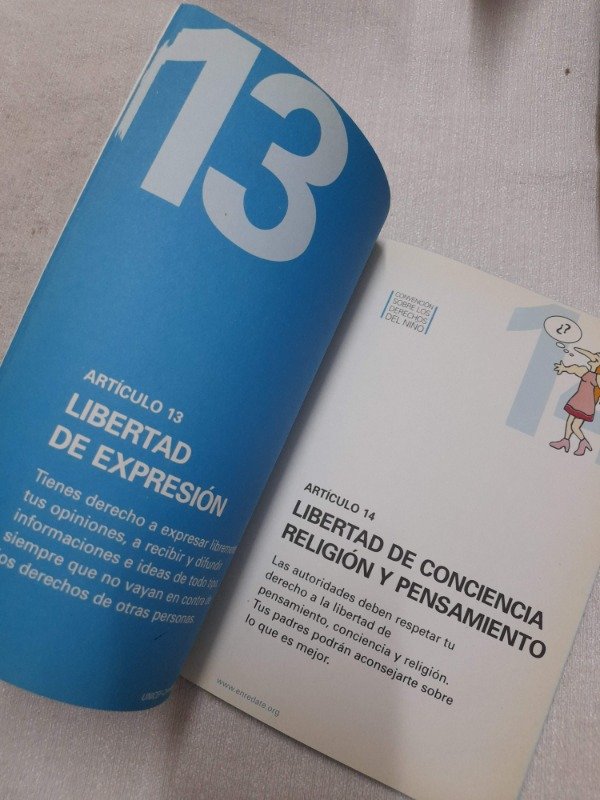 13
ARTÍCULO 13
LIBERTAD
DE EXPRESIÓN
Tienes derecho a expresar
tus opiniones, a recibir y difundir
informaciones e ideas de todo tipo,
siempre que no vayan en contra de
los derechos de otras personas.
UNICEF
CONVENCIÓN
SOBRE LOS
DERECHOS
DEL NIÑO
¿?
ARTÍCULO 14
LIBERTAD DE CONCIENCIA
RELIGIÓN Y PENSAMIENTO
Las autoridades deben respetar tu
derecho a la libertad de
pensamiento, conciencia y religión.
Tus padres podrán aconsejarte sobre
lo que es mejor.
www.enredate.org